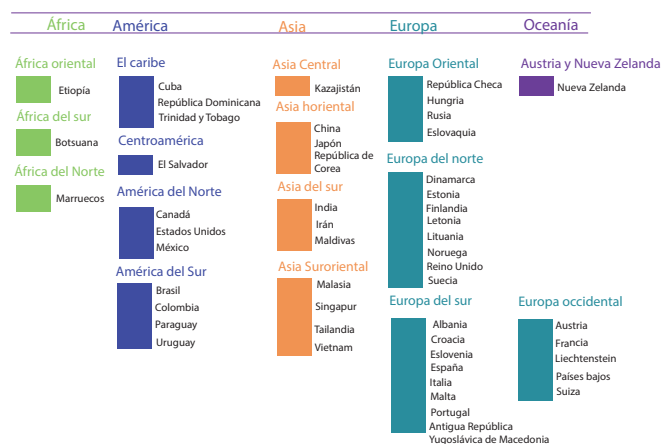 África
América
Asia
Europa
Oceanía
África oriental
Etiopía
África del sur
Botsuana
África del Norte
Marruecos
El caribe
Cuba
República Dominicana
Trinidad y Tobago
Centroamérica
El Salvador
América del Norte
Canadá
Estados Unidos
México
América del Sur
Brasil
Colombia
Paraguay
Uruguay
Asia Central
Kazajistán
Asia horiental
China
Japón
República de
Corea
Asia del sur
India
Irán
Maldivas
Asia Suroriental
Malasia
Singapur
Tailandia
Vietnam
Europa Oriental
República Checa
Hungria
Rusia
Eslovaquia
Europa del norte
Dinamarca
Estonia
Finlandia
Letonía
Lituania
Noruega
Reino Unido
Suecia
Europa del sur
Albania
Croacia
Eslovenia
España
Italia
Malta
Portugal
Antigua República
Yugoslávica de Macedonia
Austria y Nueva Zelanda
Nueva Zelanda
Europa occidental
Austria
Francia
Liechtenstein
Países bajos
Suiza